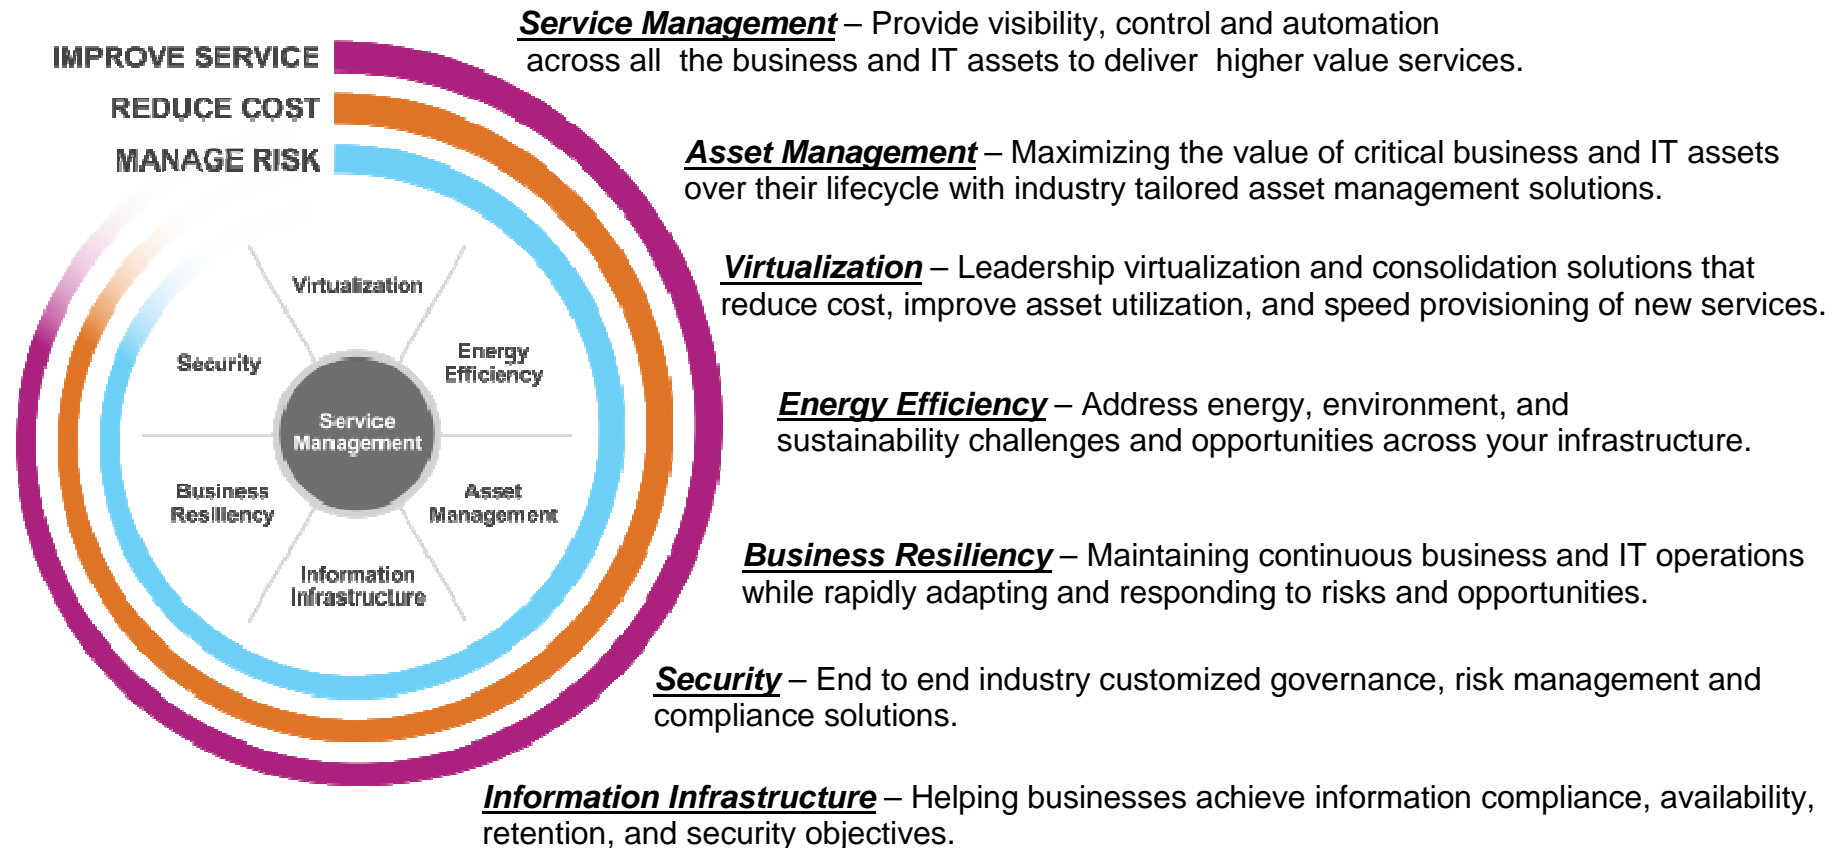 IMPROVE SERVICE
REDUCE COST
MANAGE RISK
Virtualization
Security
Energy
Efficiency
Service
Management
Business
Resiliency
Asset
Management
Information
Infrastructure
Service Management – Provide visibility, control and automation
across all the business and IT assets to deliver higher value services.
Asset Management – Maximizing the value of critical business and IT assets
over their lifecycle with industry tailored asset management solutions.
Virtualization – Leadership virtualization and consolidation solutions that
reduce cost, improve asset utilization, and speed provisioning of new services.
Energy Efficiency – Address energy, environment, and
sustainability challenges and opportunities across your infrastructure.
Business Resiliency – Maintaining continuous business and IT operations
while rapidly adapting and responding to risks and opportunities.
Security – End to end industry customized governance, risk management and
compliance solutions.
Information Infrastructure – Helping businesses achieve information compliance, availability,
retention, and security objectives.